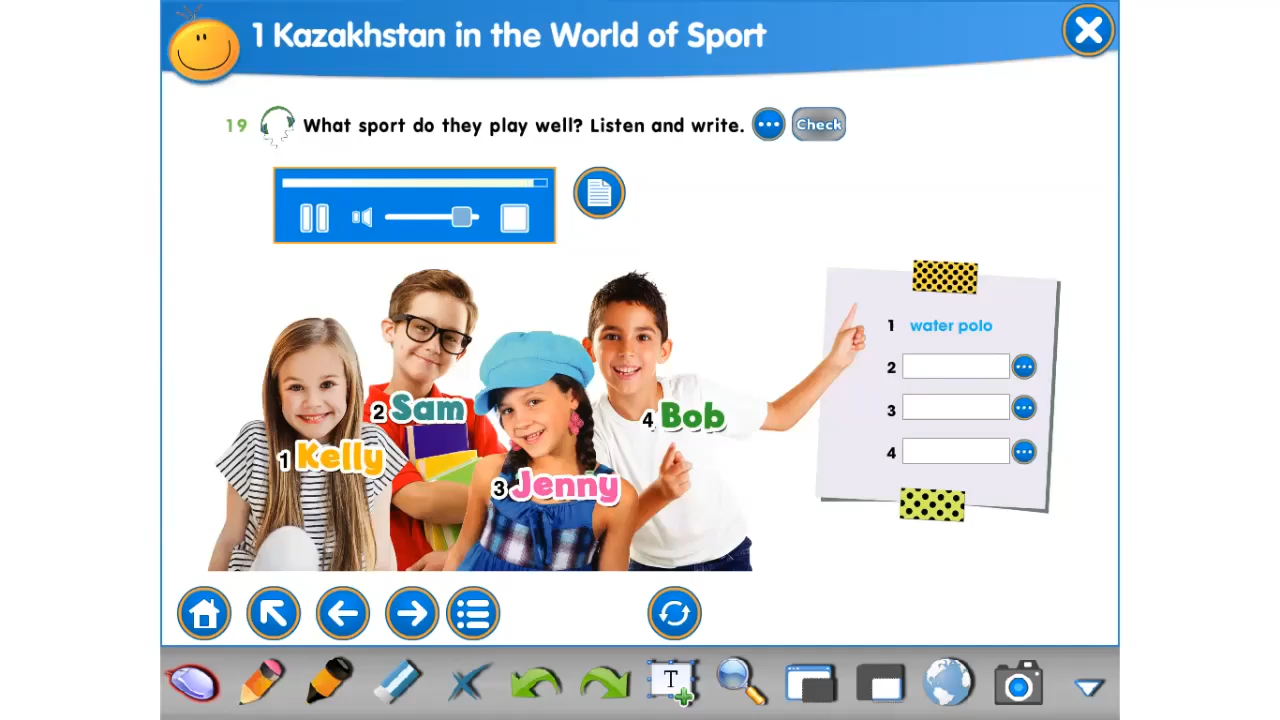 1 Kazakhstan in the World of Sport
19 What sport do they play well? Listen and write. Check
1 water polo
2
3
4
2 Sam
4 Bob
1 Kelly
3 Jenny
T